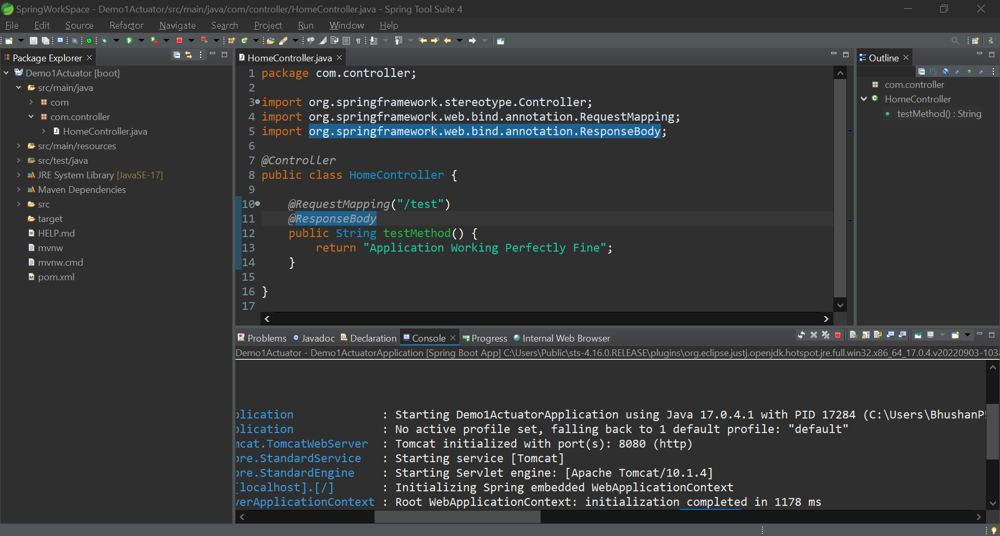 SpringWorkSpace - Demo1Actuator/src/main/java/com/controller/HomeController.java - Spring Tool Suite 4
File Edit Source Refactor Navigate Search Project Run Window Help
Package Explorer
Demo1Actuator [boot]
src/main/java
com
com.controller
HomeController.java
src/main/resources
src/test/java
JRE System Library [JavaSE-17]
Maven Dependencies
src
target
HELP.md
mvnw
mvnw.cmd
pom.xml
HomeController.java
1 package com.controller;
2
3 import org.springframework.stereotype.Controller;
4 import org.springframework.web.bind.annotation.RequestMapping;
5 import org.springframework.web.bind.annotation.ResponseBody;
6
7 @Controller
8 public class HomeController {
9
10 @RequestMapping("/test")
11 @ResponseBody
12 public String testMethod() {
13 return "Application Working Perfectly Fine";
14 }
15
16 }
17
Outline
com.controller
HomeController
testMethod() : String
Problems Javadoc Declaration Console Progress Internal Web Browser
Demo1Actuator - Demo1ActuatorApplication [Spring Boot App] C:\Users\Public\sts-4.16.0.RELEASE\plugins\org.eclipse.justj.openjdk.hotspot.jre.full.win32.x86_64_17.0.4.v20220903-1038
plication : Starting Demo1ActuatorApplication using Java 17.0.4.1 with PID 17284 (C:\Users\BhushanP
plication : No active profile set, falling back to 1 default profile: "default"
mcat.TomcatWebServer : Tomcat initialized with port(s): 8080 (http)
ore.StandardService : Starting service [Tomcat]
ore.StandardEngine : Starting Servlet engine: [Apache Tomcat/10.1.4]
[localhost].[/] : Initializing Spring embedded WebApplicationContext
verApplicationContext : Root WebApplicationContext: initialization completed in 1178 ms